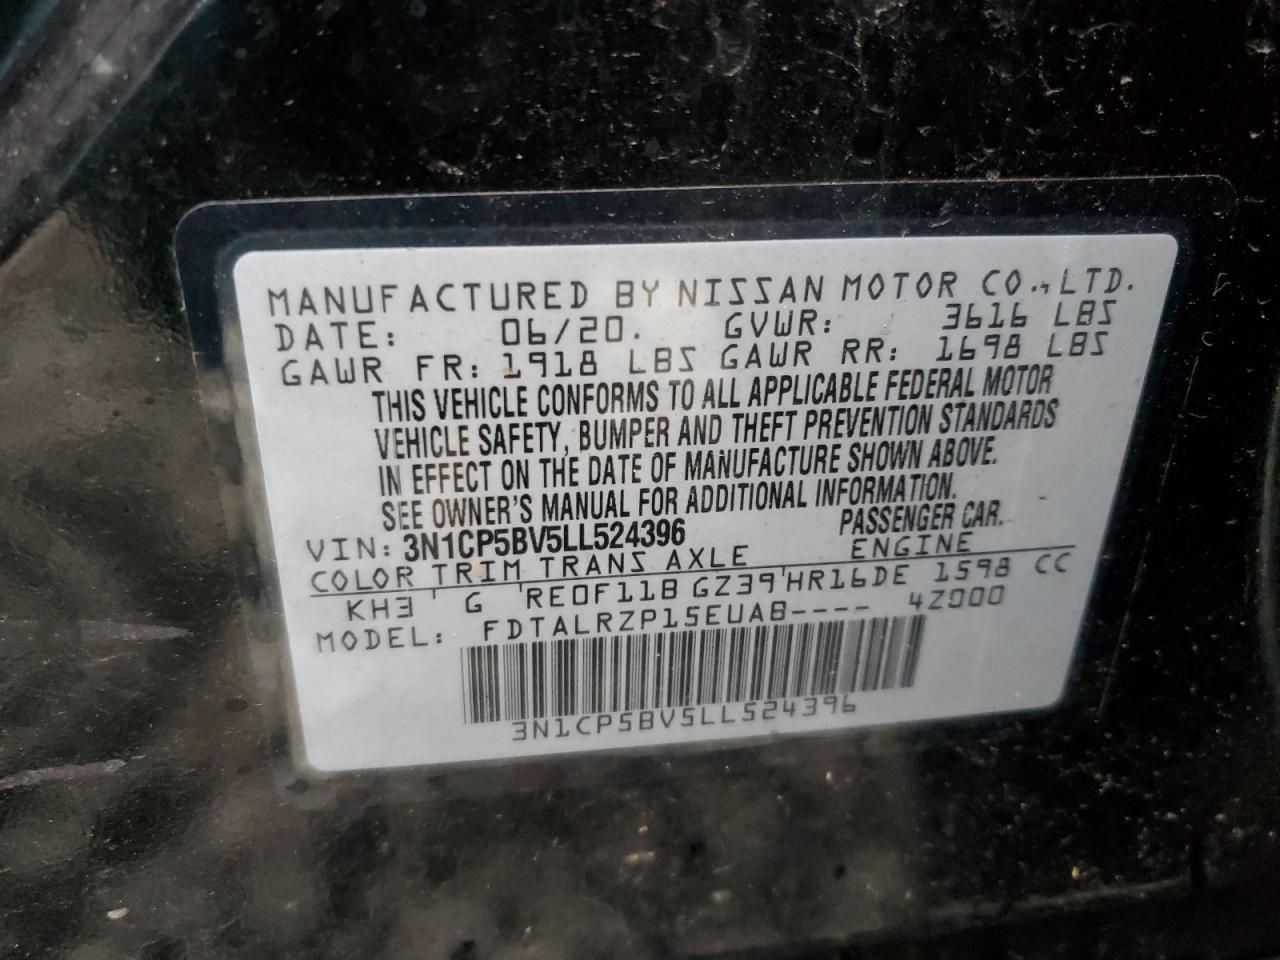 MANUFACTURED BY NISSAN MOTOR CO., LTD.
DATE: 06/20. GVWR: 3616 LBS
GAWR FR: 1918 LBS GAWR RR: 1698 LBS
THIS VEHICLE CONFORMS TO ALL APPLICABLE FEDERAL MOTOR
VEHICLE SAFETY, BUMPER AND THEFT PREVENTION STANDARDS
IN EFFECT ON THE DATE OF MANUFACTURE SHOWN ABOVE.
SEE OWNER'S MANUAL FOR ADDITIONAL INFORMATION.
VIN: 3N1CP5BV5LL524396 PASSENGER CAR.
COLOR TRIM TRANS AXLE ENGINE
KH3 G RE0F11B GZ39 HR16DE 1598 CC
MODEL: FDTALRZP15EUAB---- 4Z000
3N1CP5BV5LL524396